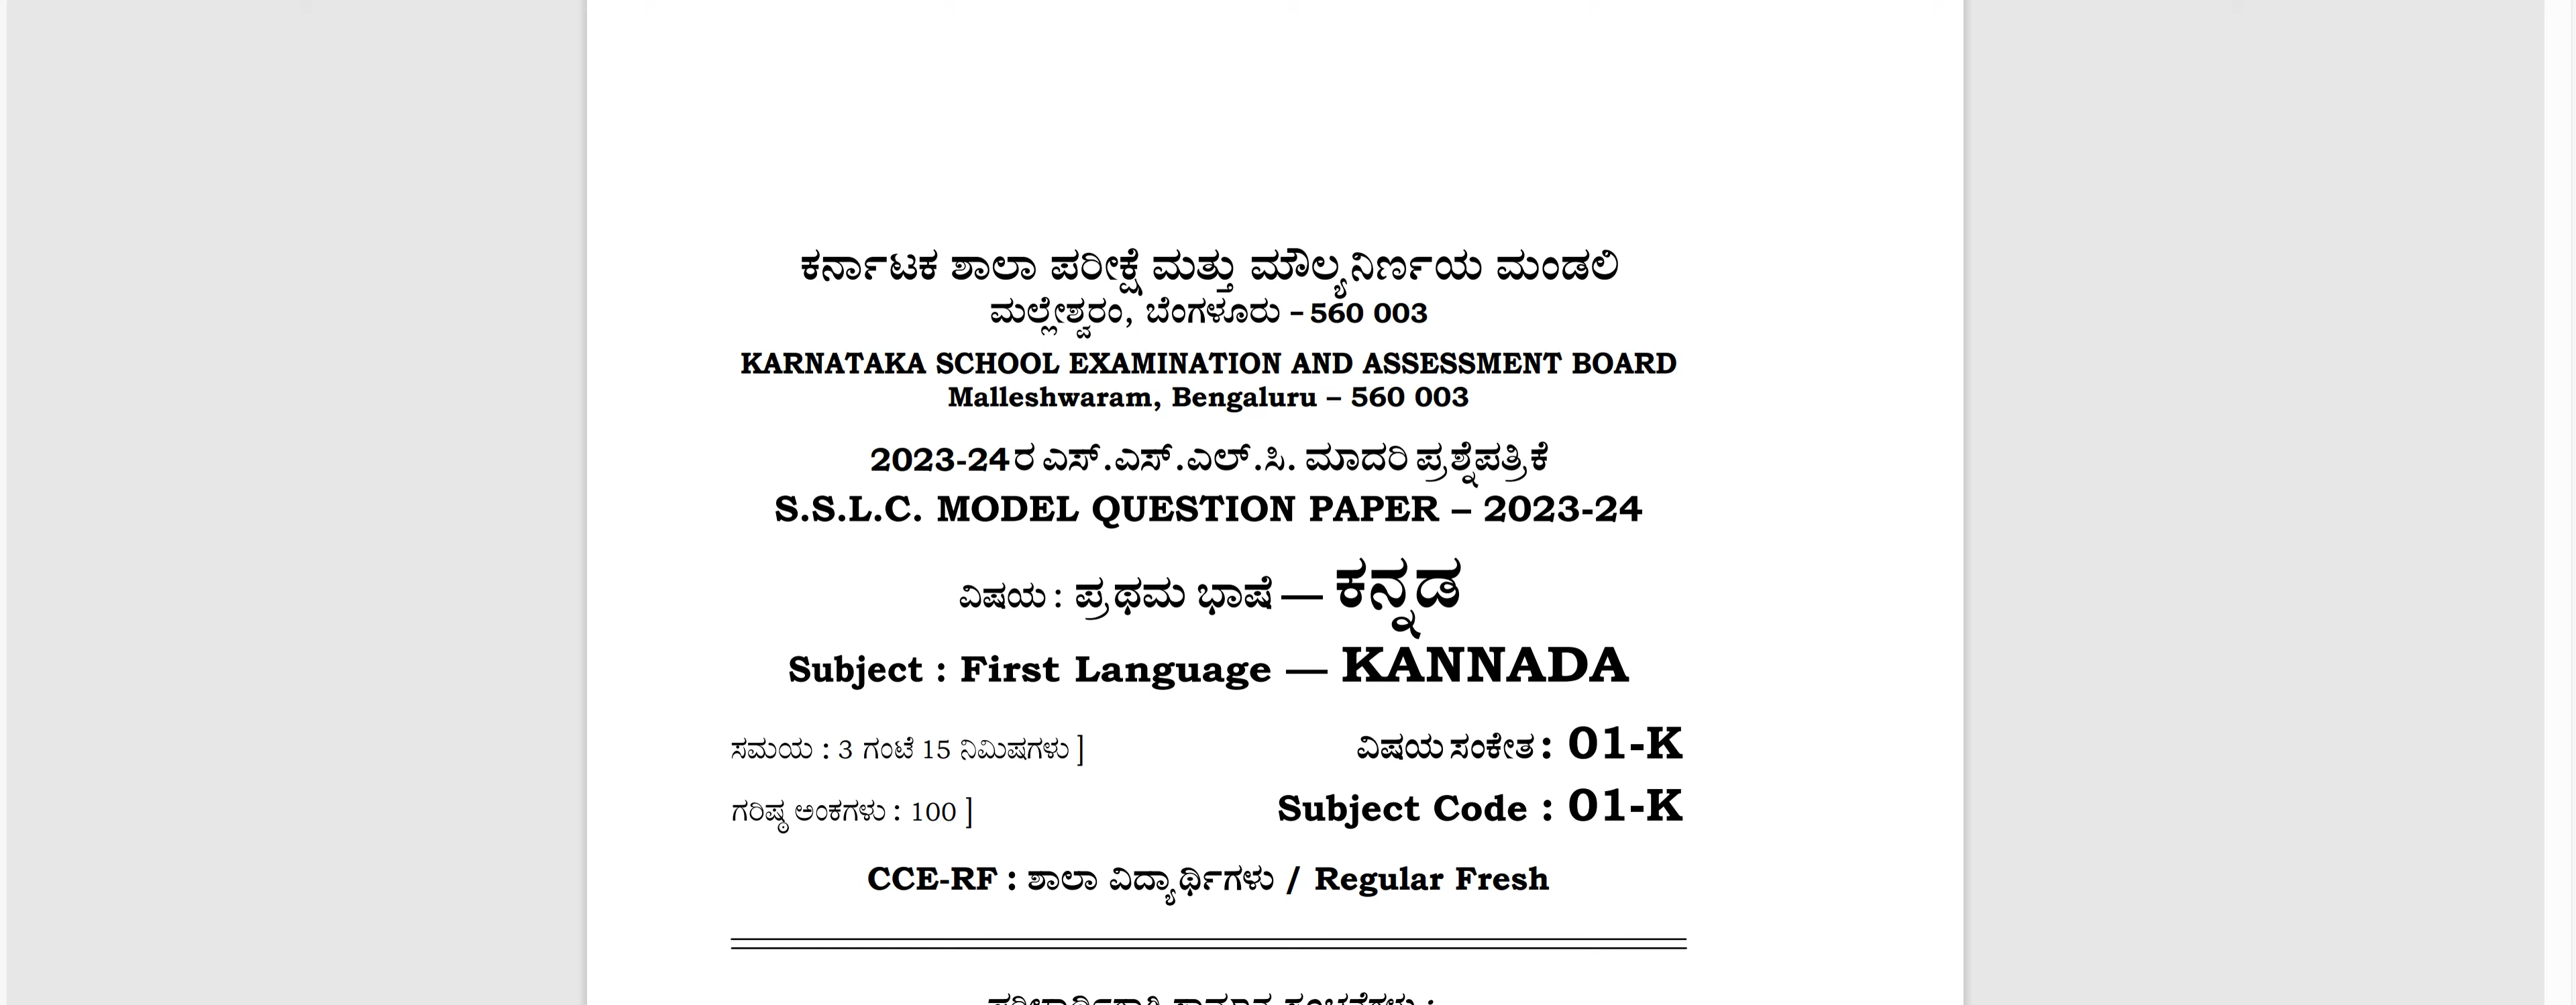 ಕರ್ನಾಟಕ ಶಾಲಾ ಪರೀಕ್ಷೆ ಮತ್ತು ಮೌಲ್ಯನಿರ್ಣಯ ಮಂಡಲಿ
ಮಲ್ಲೇಶ್ವರಂ, ಬೆಂಗಳೂರು – 560 003
KARNATAKA SCHOOL EXAMINATION AND ASSESSMENT BOARD
Malleshwaram, Bengaluru – 560 003
2023-24ರ ಎಸ್.ಎಸ್.ಎಲ್.ಸಿ. ಮಾದರಿ ಪ್ರಶ್ನೆಪತ್ರಿಕೆ
S.S.L.C. MODEL QUESTION PAPER – 2023-24
ವಿಷಯ : ಪ್ರಥಮ ಭಾಷೆ — ಕನ್ನಡ
Subject : First Language — KANNADA
ಸಮಯ : 3 ಗಂಟೆ 15 ನಿಮಿಷಗಳು ] ವಿಷಯ ಸಂಕೇತ : 01-K
ಗರಿಷ್ಠ ಅಂಕಗಳು : 100 ] Subject Code : 01-K
CCE-RF : ಶಾಲಾ ವಿದ್ಯಾರ್ಥಿಗಳು / Regular Fresh